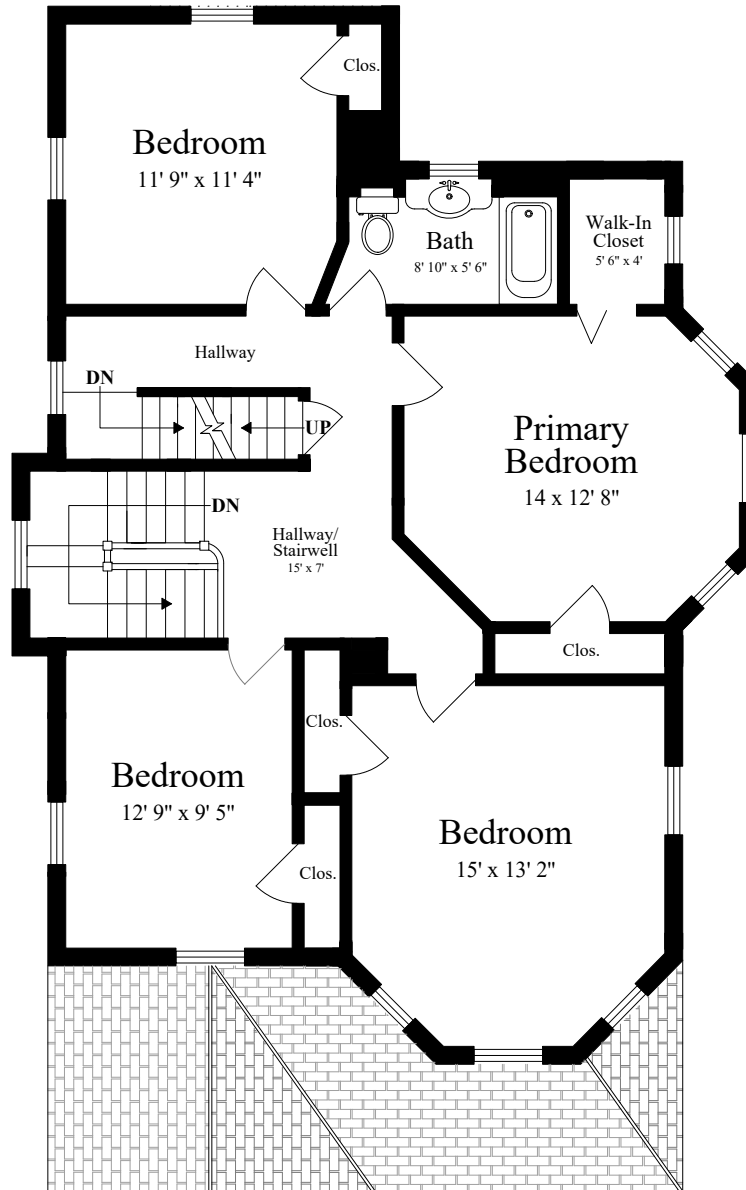 Clos.
Bedroom
11' 9" x 11' 4"
Bath
8' 10" x 5' 6"
Walk-In
Closet
5' 6" x 4'
Hallway
DN
UP
Primary
Bedroom
14 x 12' 8"
DN
Hallway/
Stairwell
15' x 7'
Clos.
Clos.
Bedroom
12' 9" x 9' 5"
Bedroom
15' x 13' 2"
Clos.